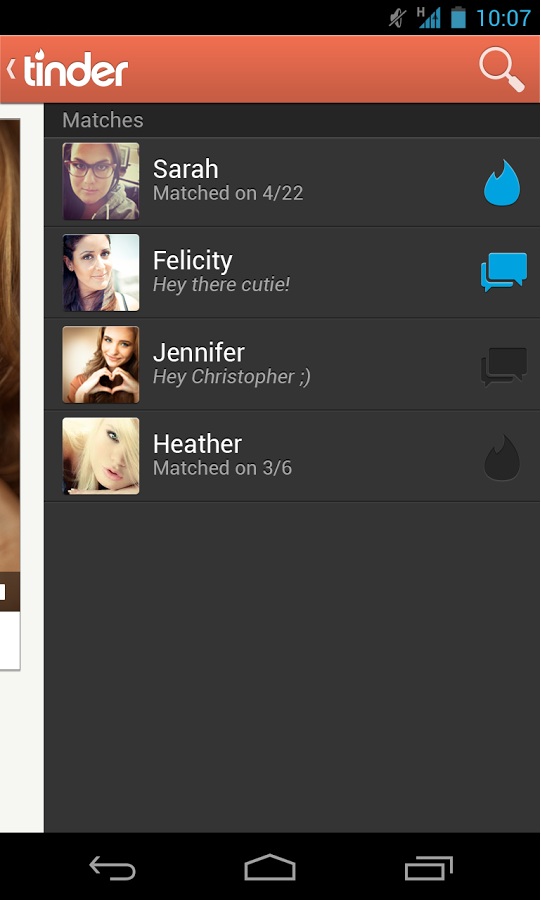 H
10:07
tinder
Matches
Sarah
Matched on 4/22
Felicity
Hey there cutie!
Jennifer
Hey Christopher ;)
Heather
Matched on 3/6